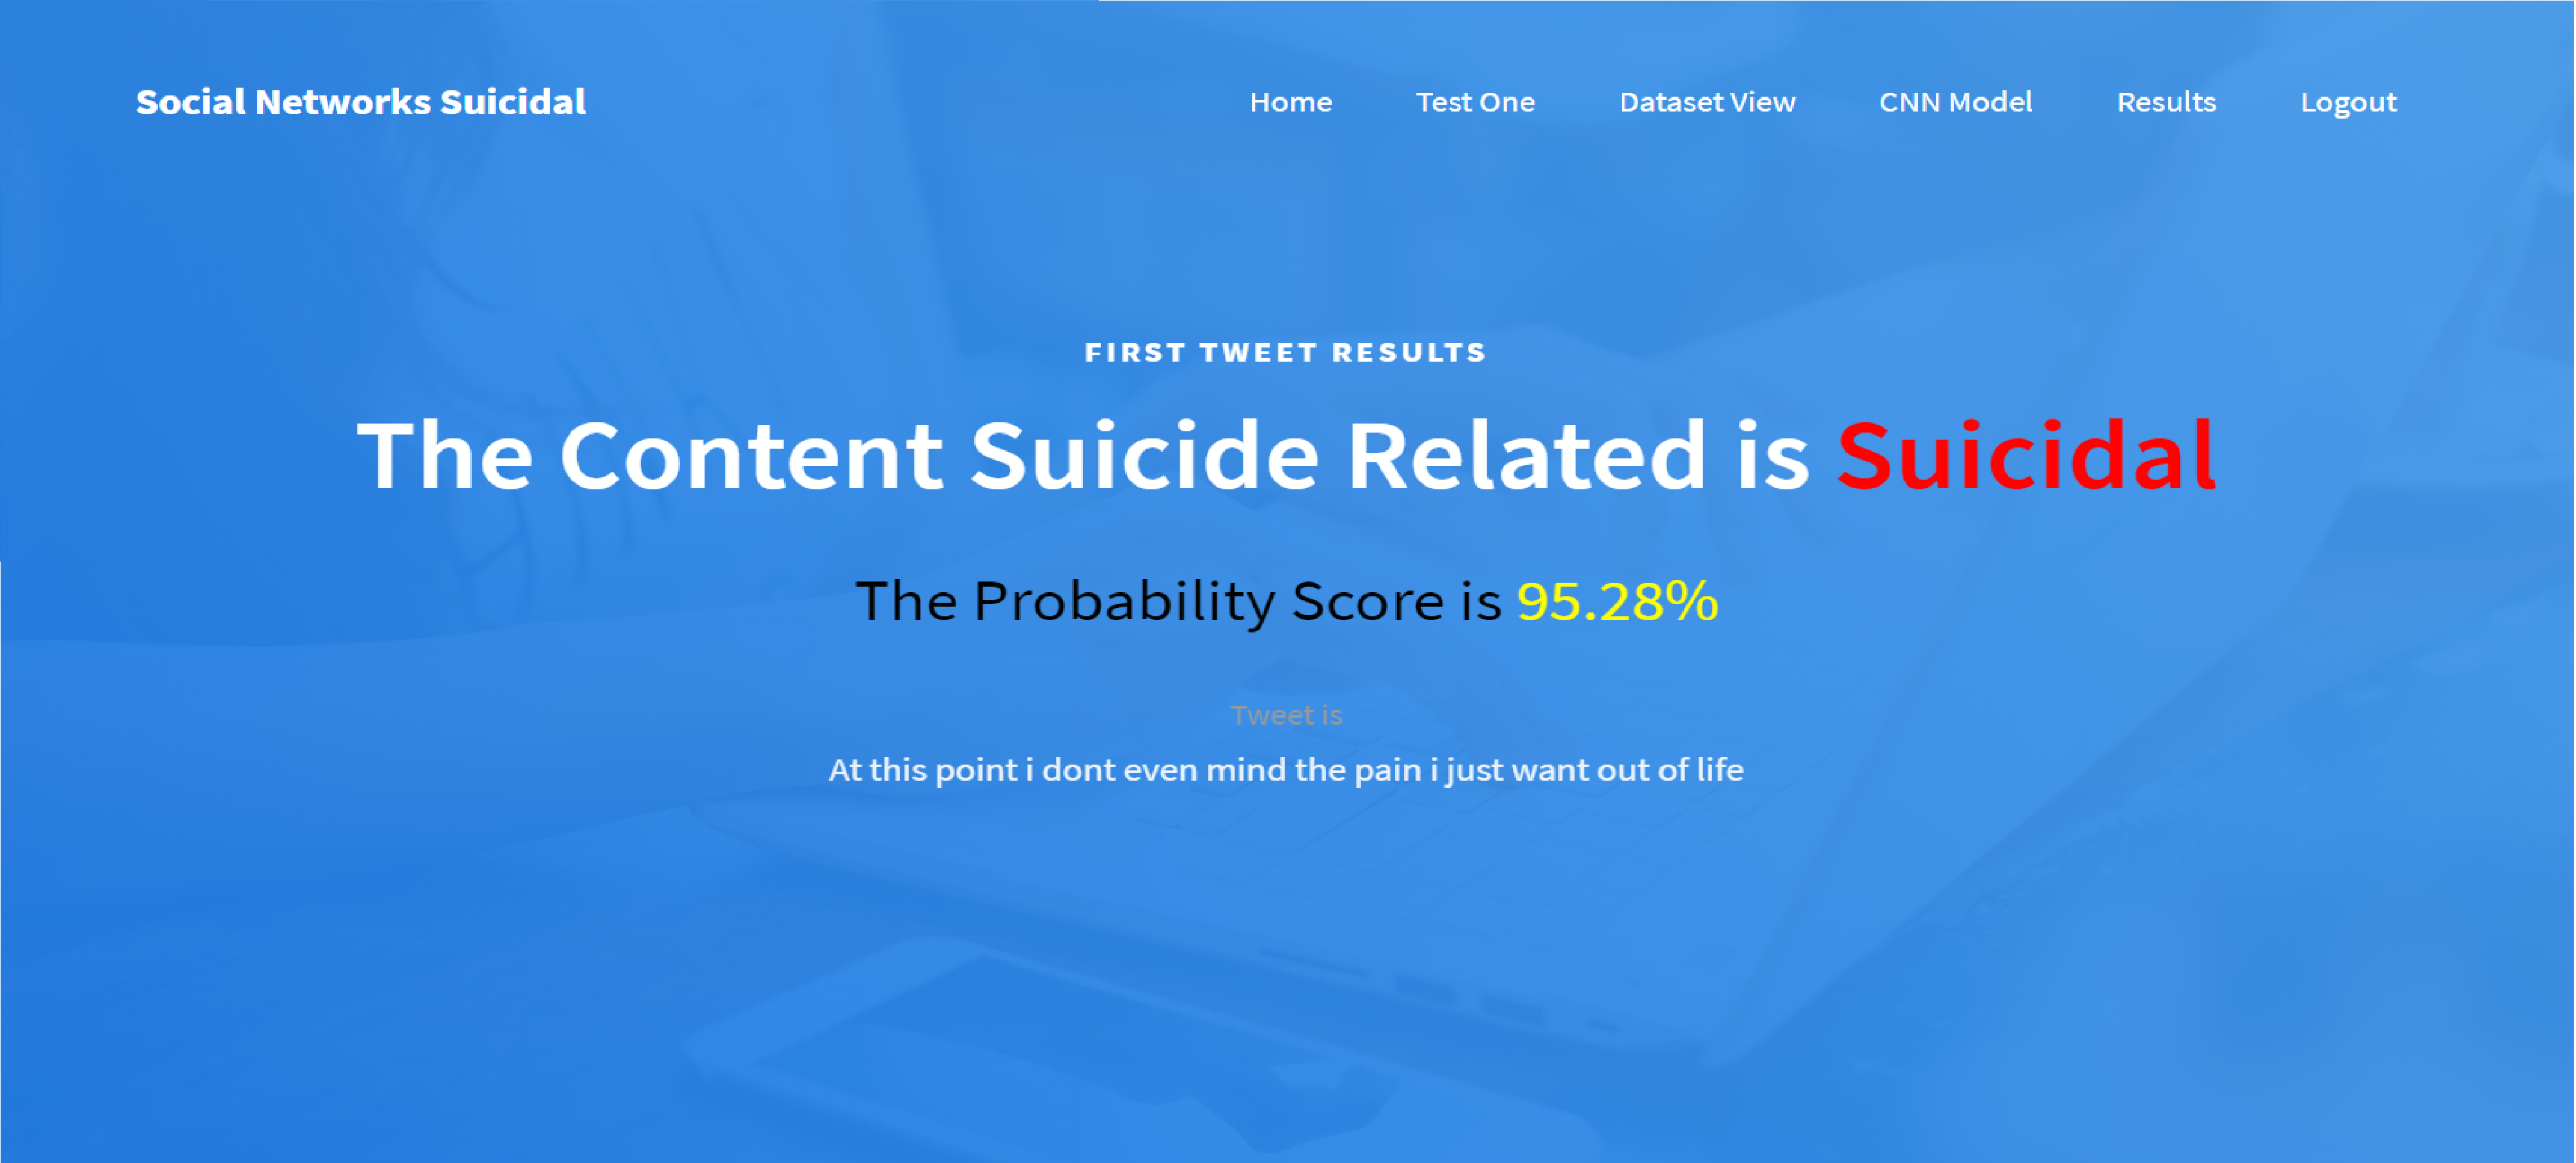 Social Networks Suicidal
Home Test One Dataset View CNN Model Results Logout
FIRST TWEET RESULTS
The Content Suicide Related is Suicidal
The Probability Score is 95.28%
Tweet is
At this point i dont even mind the pain i just want out of life